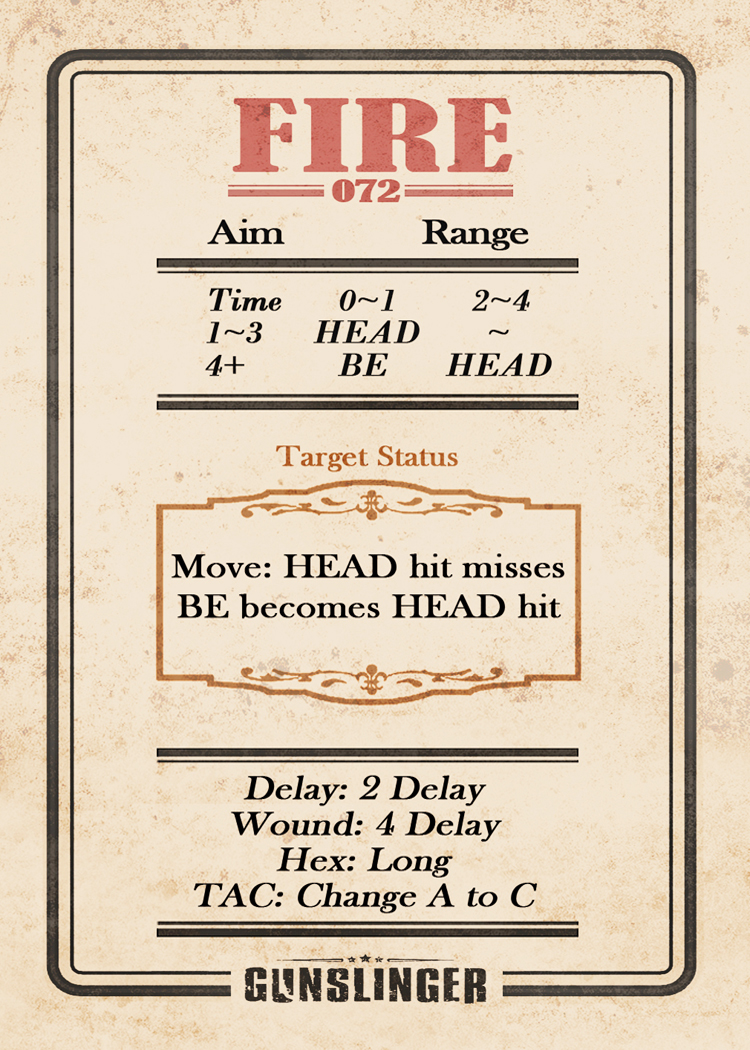 FIRE
072
Aim Range
Time 0~1 2~4
1~3 HEAD ~
4+ BE HEAD
Target Status
Move: HEAD hit misses
BE becomes HEAD hit
Delay: 2 Delay
Wound: 4 Delay
Hex: Long
TAC: Change A to C
GUNSLINGER